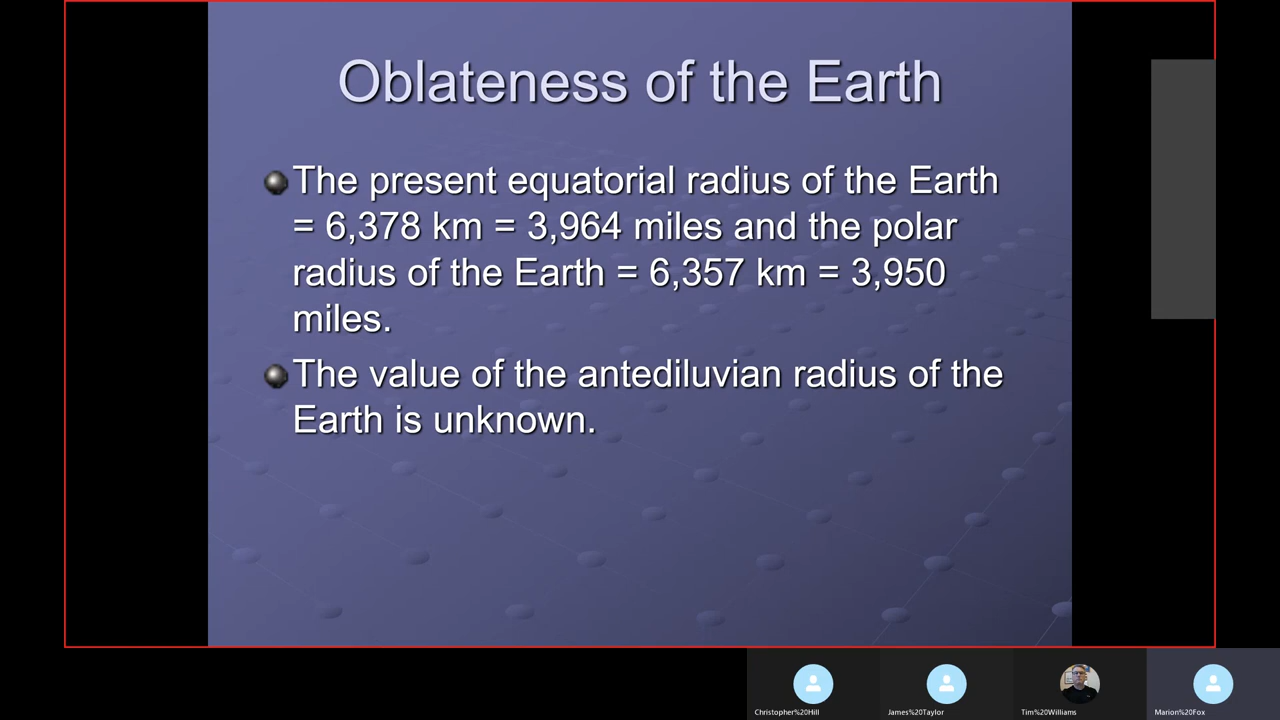 Oblateness of the Earth
The present equatorial radius of the Earth
= 6,378 km = 3,964 miles and the polar
radius of the Earth = 6,357 km = 3,950
miles.
The value of the antediluvian radius of the
Earth is unknown.
Christopher%20Hill
James%20Taylor
Tim%20Williams
Marion%20Fox